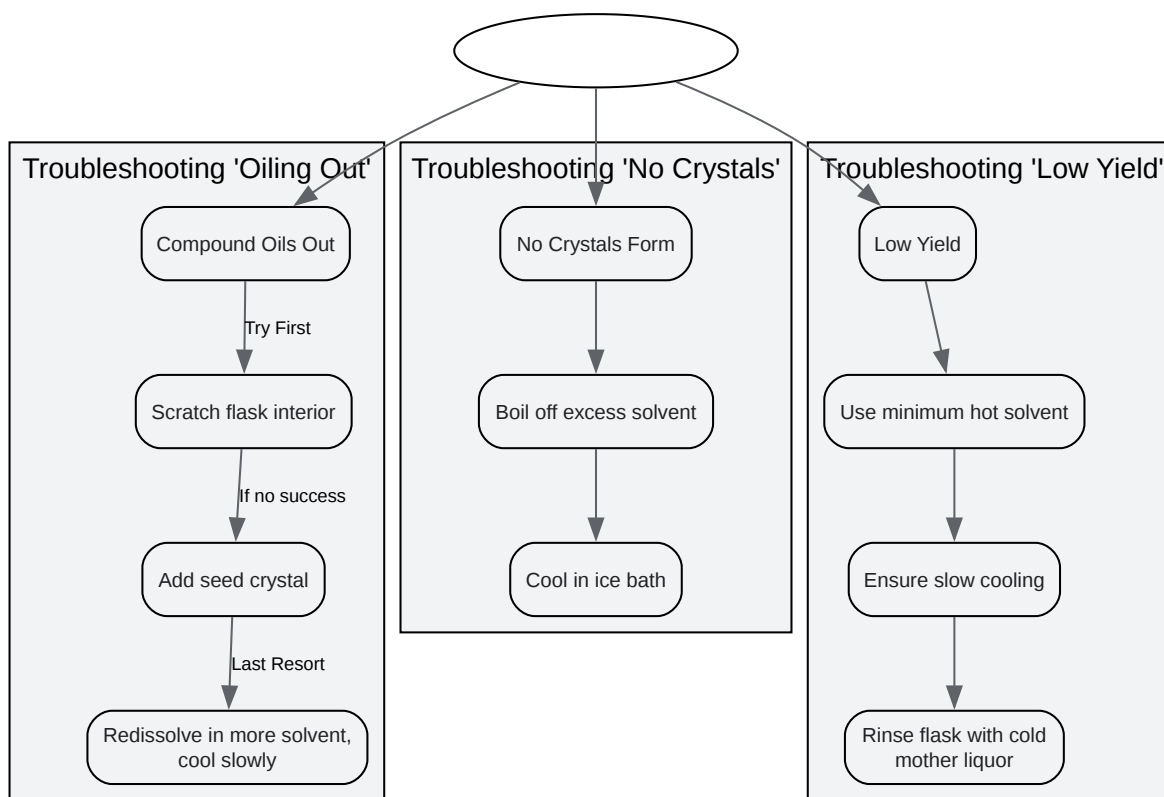 Troubleshooting 'Oiling Out'
Compound Oils Out
Try First
Scratch flask interior
If no success
Add seed crystal
Last Resort
Redissolve in more solvent,
cool slowly
Troubleshooting 'No Crystals'
No Crystals Form
Boil off excess solvent
Cool in ice bath
Troubleshooting 'Low Yield'
Low Yield
Use minimum hot solvent
Ensure slow cooling
Rinse flask with cold
mother liquor